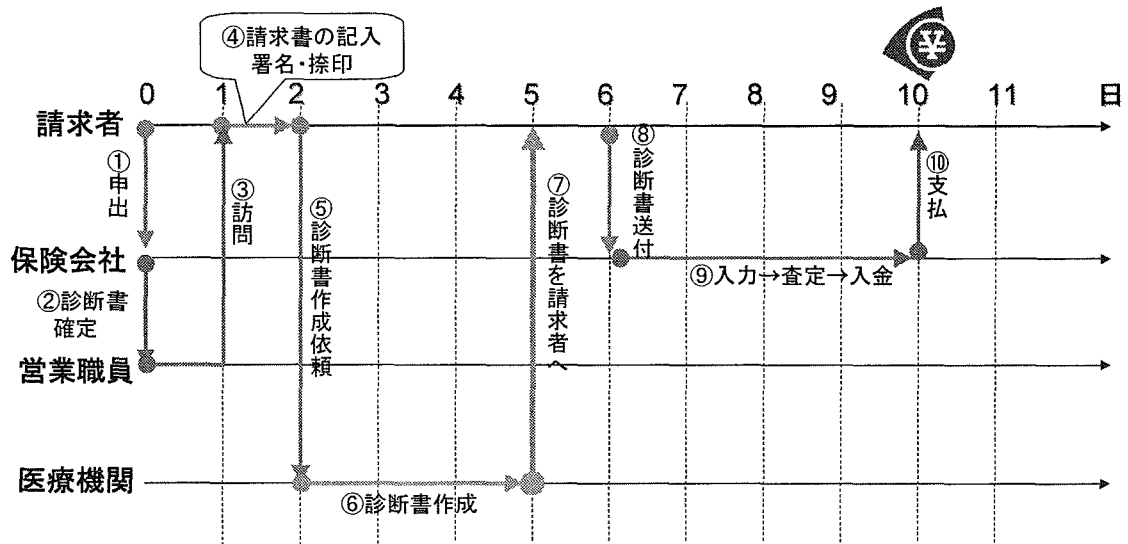 ④請求書の記入
署名・捺印
¥
0 1 2 3 4 5 6 7 8 9 10 11 日
請求者
①申出
③訪問
⑤診断書作成依頼
⑦診断書を請求者へ
⑧診断書送付
⑩支払
保険会社
②診断書
確定
⑨入力→査定→入金
営業職員
医療機関
⑥診断書作成